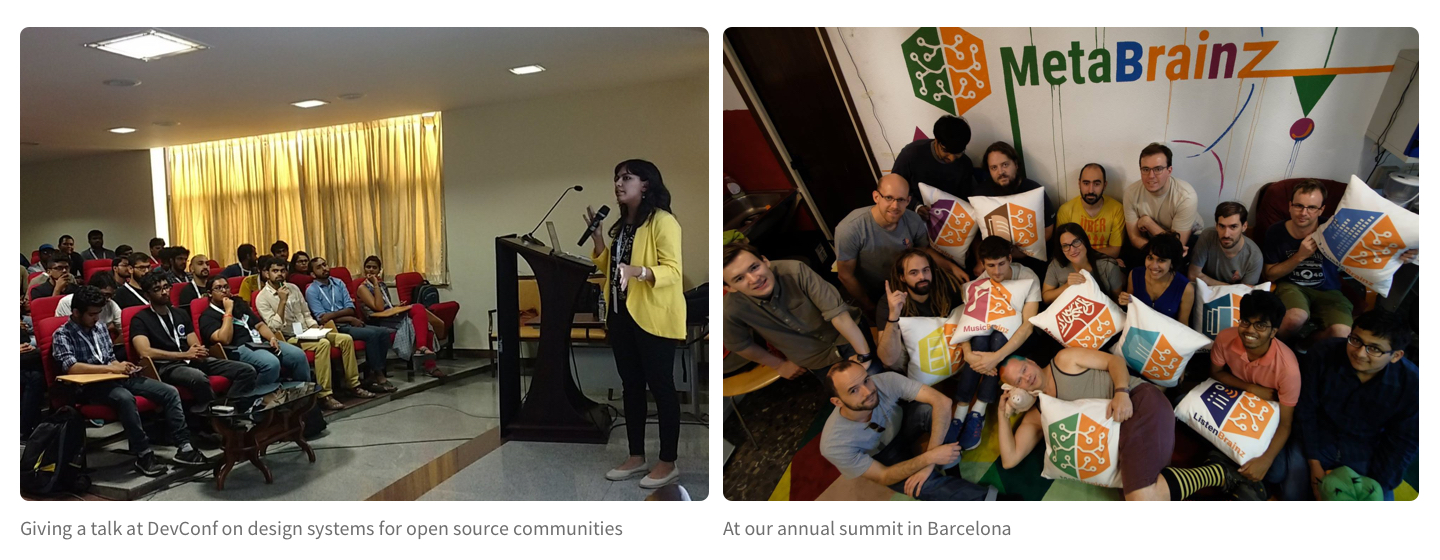 MetaBrainz
MusicBrainz
ListenBrainz
Giving a talk at DevConf on design systems for open source communities
At our annual summit in Barcelona